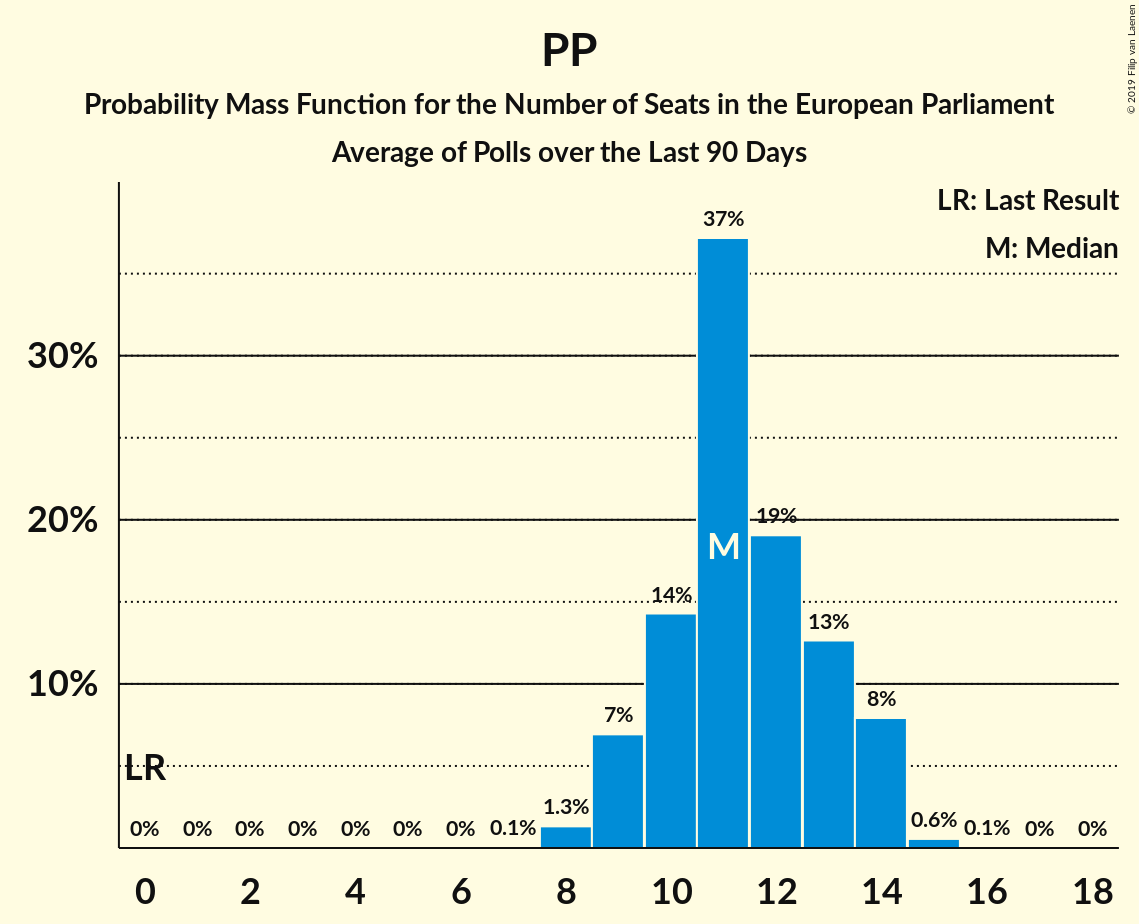 PP
Probability Mass Function for the Number of Seats in the European Parliament
Average of Polls over the Last 90 Days
© 2019 Filip van Laenen
LR: Last Result
M: Median
37%
30%
20%
19%
M
14%
13%
10%
8%
7%
LR
1.3%
0% 0% 0% 0% 0% 0% 0% 0.1% 0.6% 0.1% 0% 0%
0 2 4 6 8 10 12 14 16 18